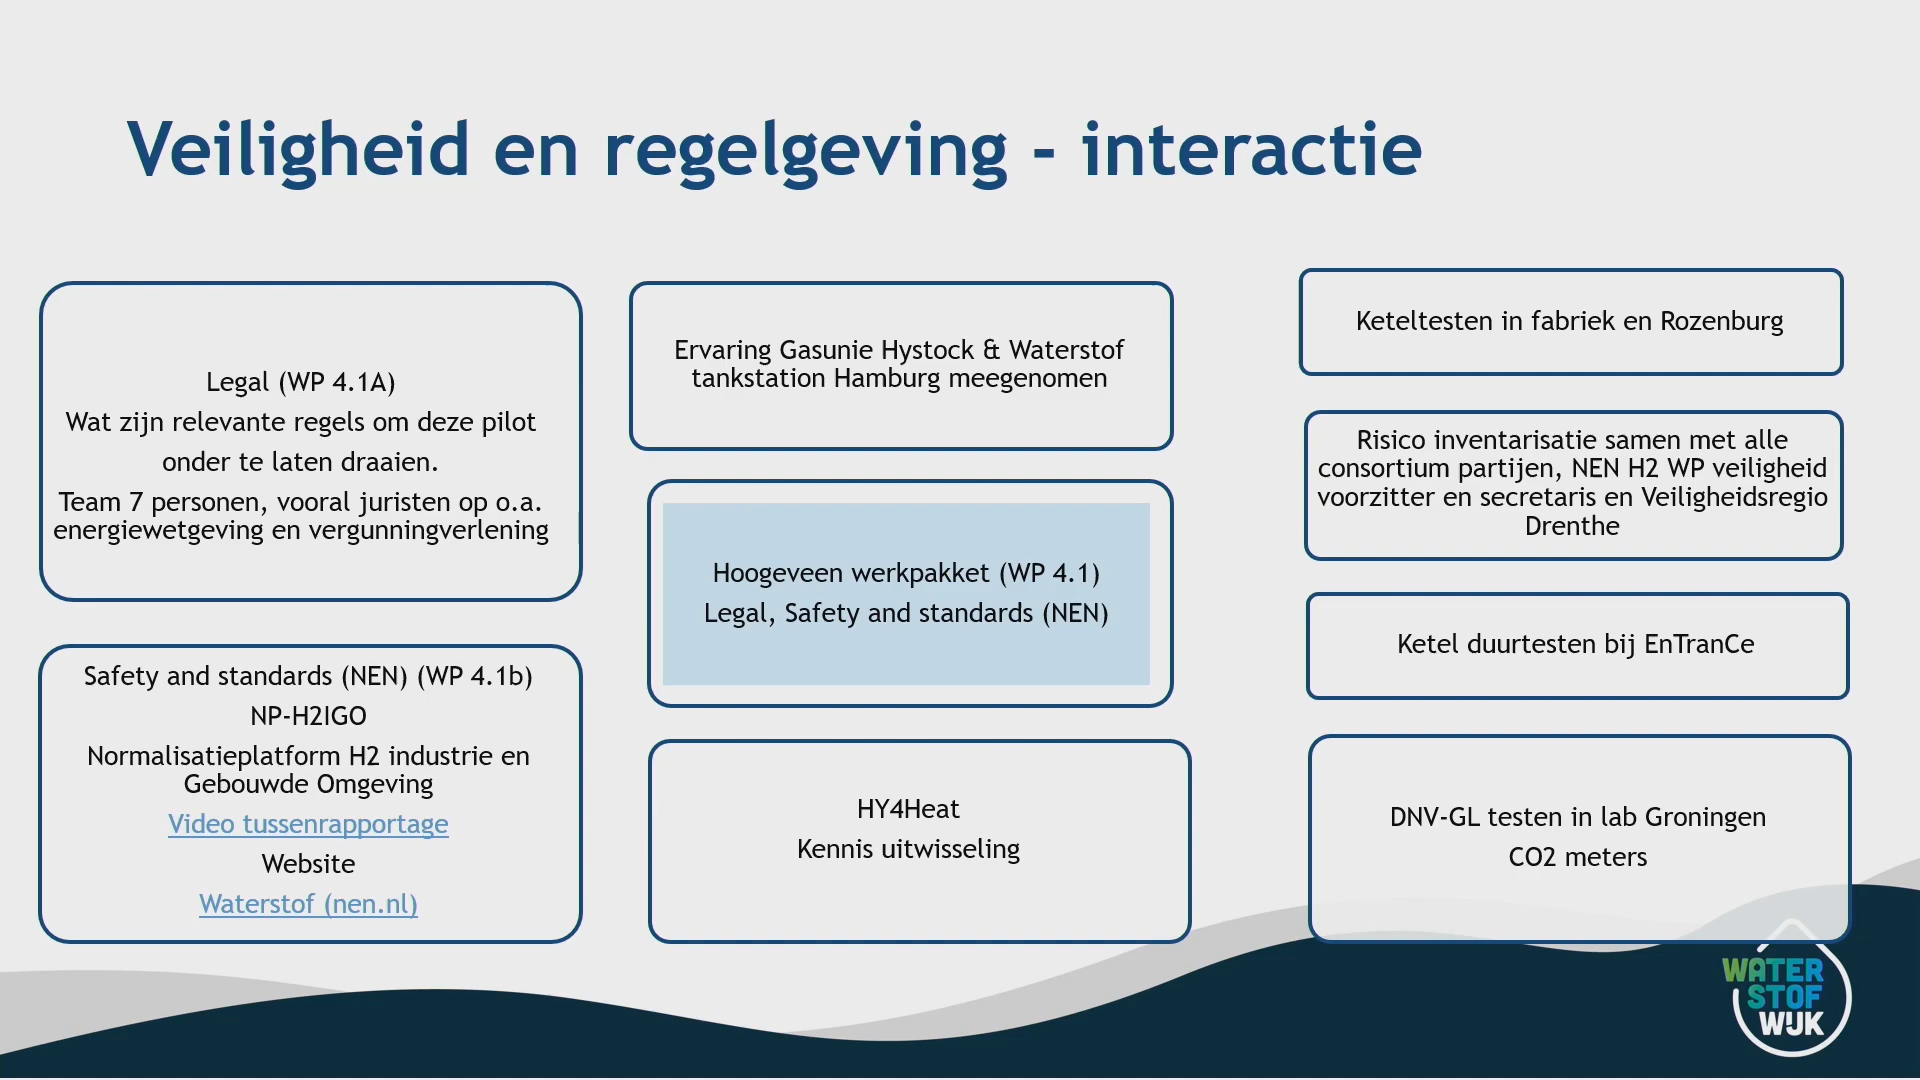 Veiligheid en regelgeving - interactie
Legal (WP 4.1A)
Wat zijn relevante regels om deze pilot
onder te laten draaien.
Team 7 personen, vooral juristen op o.a.
energiewetgeving en vergunningverlening
Safety and standards (NEN) (WP 4.1b)
NP-H2IGO
Normalisatieplatform H2 industrie en
Gebouwde Omgeving
Video tussenrapportage
Website
Waterstof (nen.nl)
Ervaring Gasunie Hystock & Waterstof
tankstation Hamburg meegenomen
Hoogeveen werkpakket (WP 4.1)
Legal, Safety and standards (NEN)
HY4Heat
Kennis uitwisseling
Keteltesten in fabriek en Rozenburg
Risico inventarisatie samen met alle
consortium partijen, NEN H2 WP veiligheid
voorzitter en secretaris en Veiligheidsregio
Drenthe
Ketel duurtesten bij EnTranCe
DNV-GL testen in lab Groningen
CO2 meters
WATER
STOF
WIJK